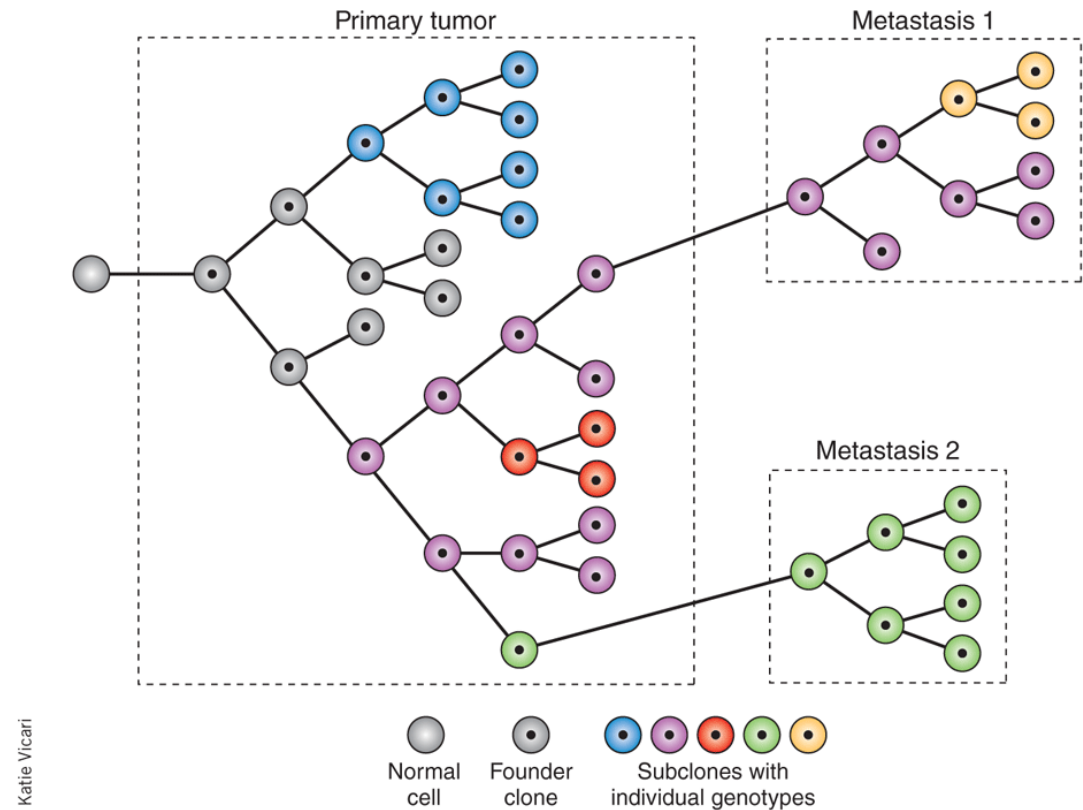 Primary tumor
Metastasis 1
Metastasis 2
Normal
cell
Founder
clone
Subclones with
individual genotypes
Katie Vicari